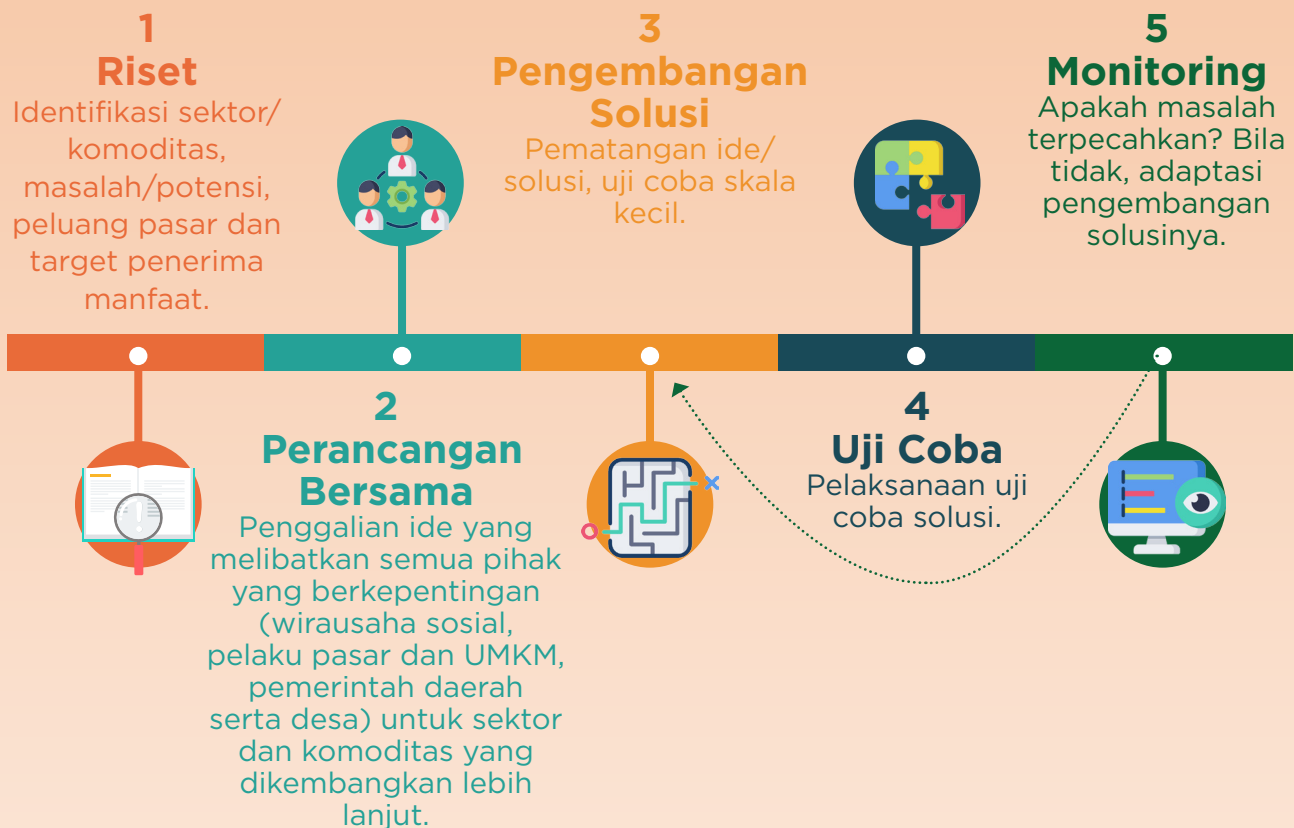 1
Riset
Identifikasi sektor/
komoditas,
masalah/potensi,
peluang pasar dan
target penerima
manfaat.
2
Perancangan
Bersama
Penggalian ide yang
melibatkan semua pihak
yang berkepentingan
(wirausaha sosial,
pelaku pasar dan UMKM,
pemerintah daerah
serta desa) untuk sektor
dan komoditas yang
dikembangkan lebih
lanjut.
3
Pengembangan
Solusi
Pematangan ide/
solusi, uji coba skala
kecil.
4
Uji Coba
Pelaksanaan uji
coba solusi.
5
Monitoring
Apakah masalah
terpecahkan? Bila
tidak, adaptasi
pengembangan
solusinya.